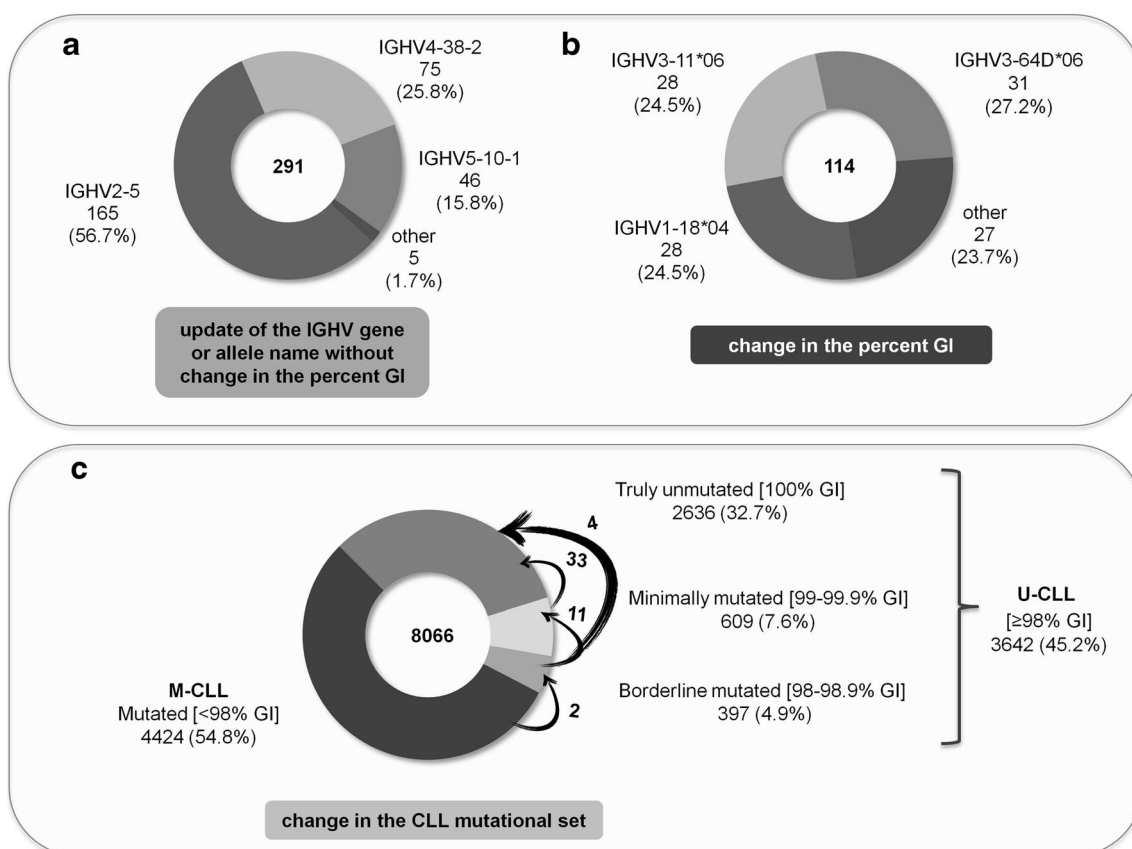 a
IGHV4-38-2
75
(25.8%)
291
IGHV5-10-1
46
(15.8%)
IGHV2-5
165
(56.7%)
other
5
(1.7%)
update of the IGHV gene
or allele name without
change in the percent GI
b
IGHV3-11*06
28
(24.5%)
IGHV3-64D*06
31
(27.2%)
114
IGHV1-18*04
28
(24.5%)
other
27
(23.7%)
change in the percent GI
c
Truly unmutated [100% GI]
2636 (32.7%)
4
33
11
2
8066
Minimally mutated [99-99.9% GI]
609 (7.6%)
Borderline mutated [98-98.9% GI]
397 (4.9%)
U-CLL
[≥98% GI]
3642 (45.2%)
M-CLL
Mutated [<98% GI]
4424 (54.8%)
change in the CLL mutational set